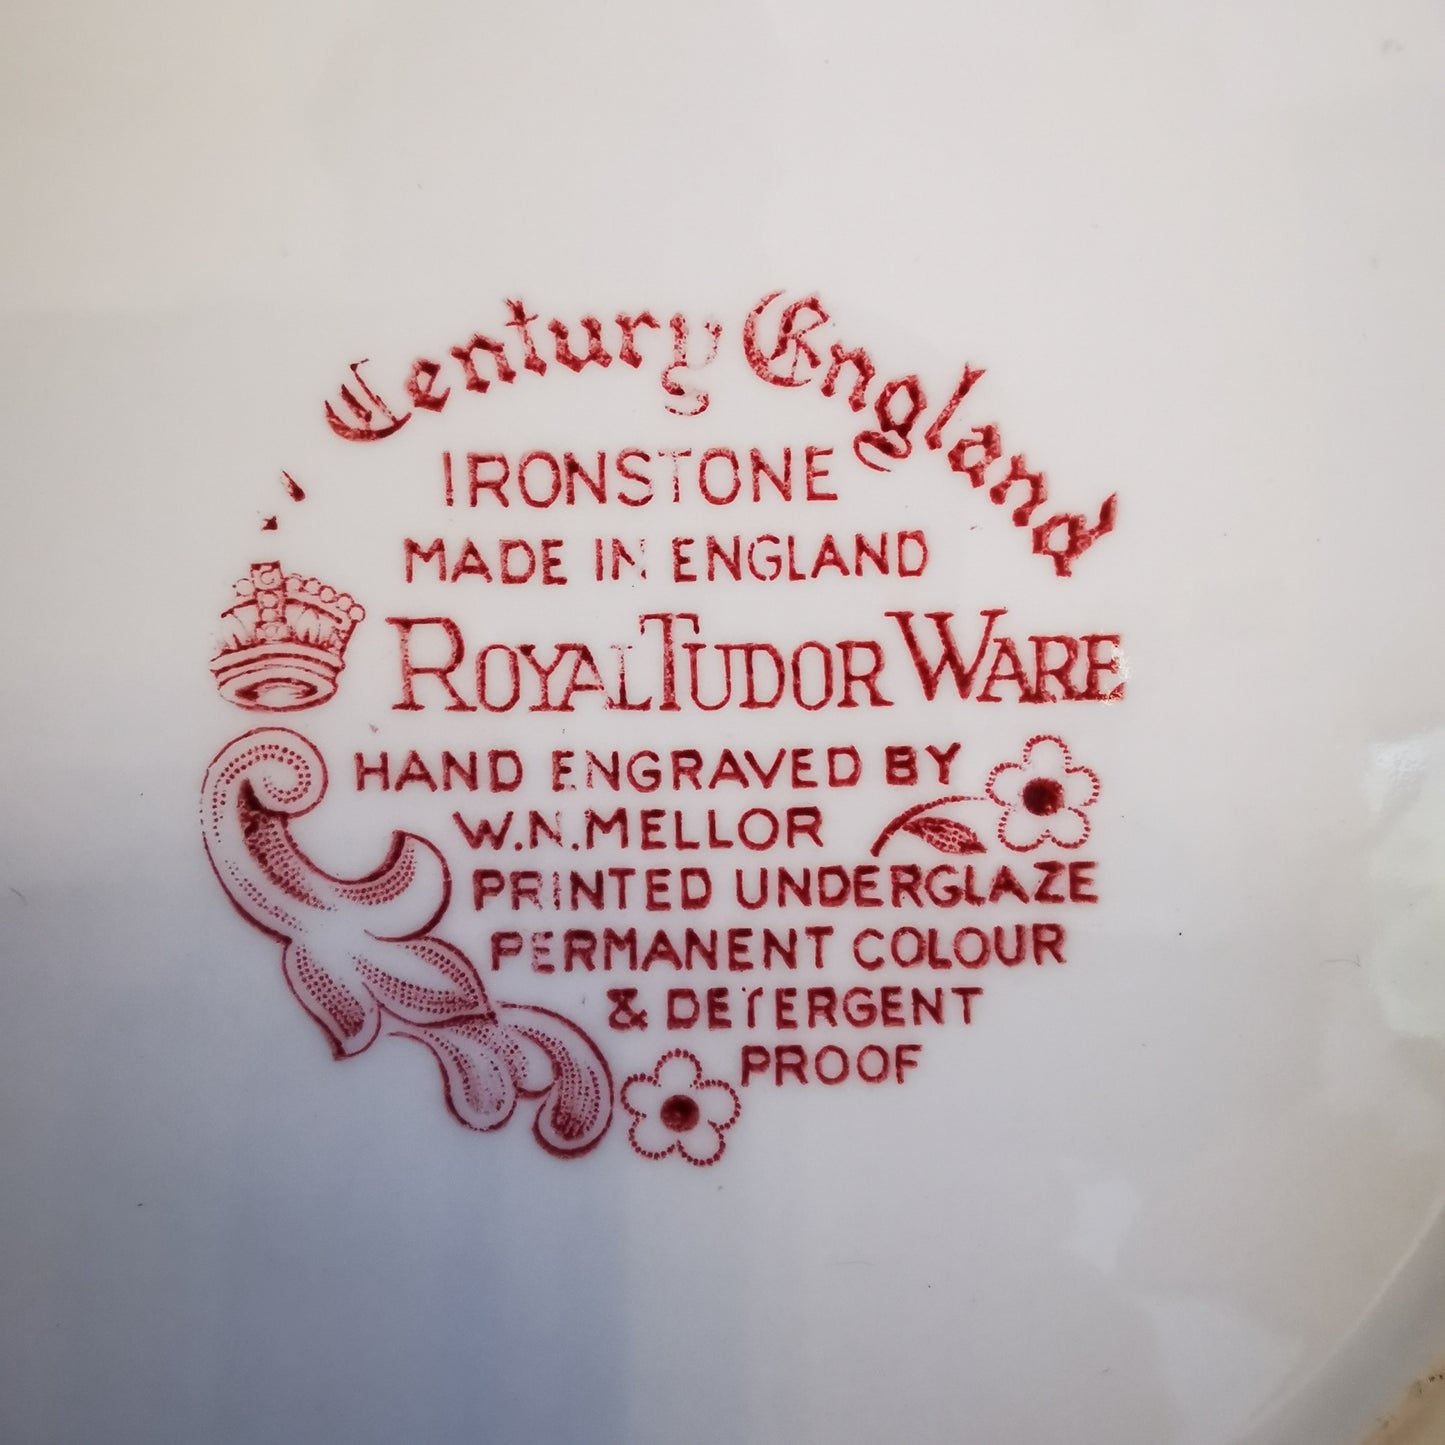 Century England
S
IRONSTONE
MADE IN ENGLAND
ROYAL TUDOR WARE
HAND ENGRAVED BY
W.N.MELLOR
PRINTED UNDERGLAZE
PERMANENT COLOUR
& DETERGENT
PROOF